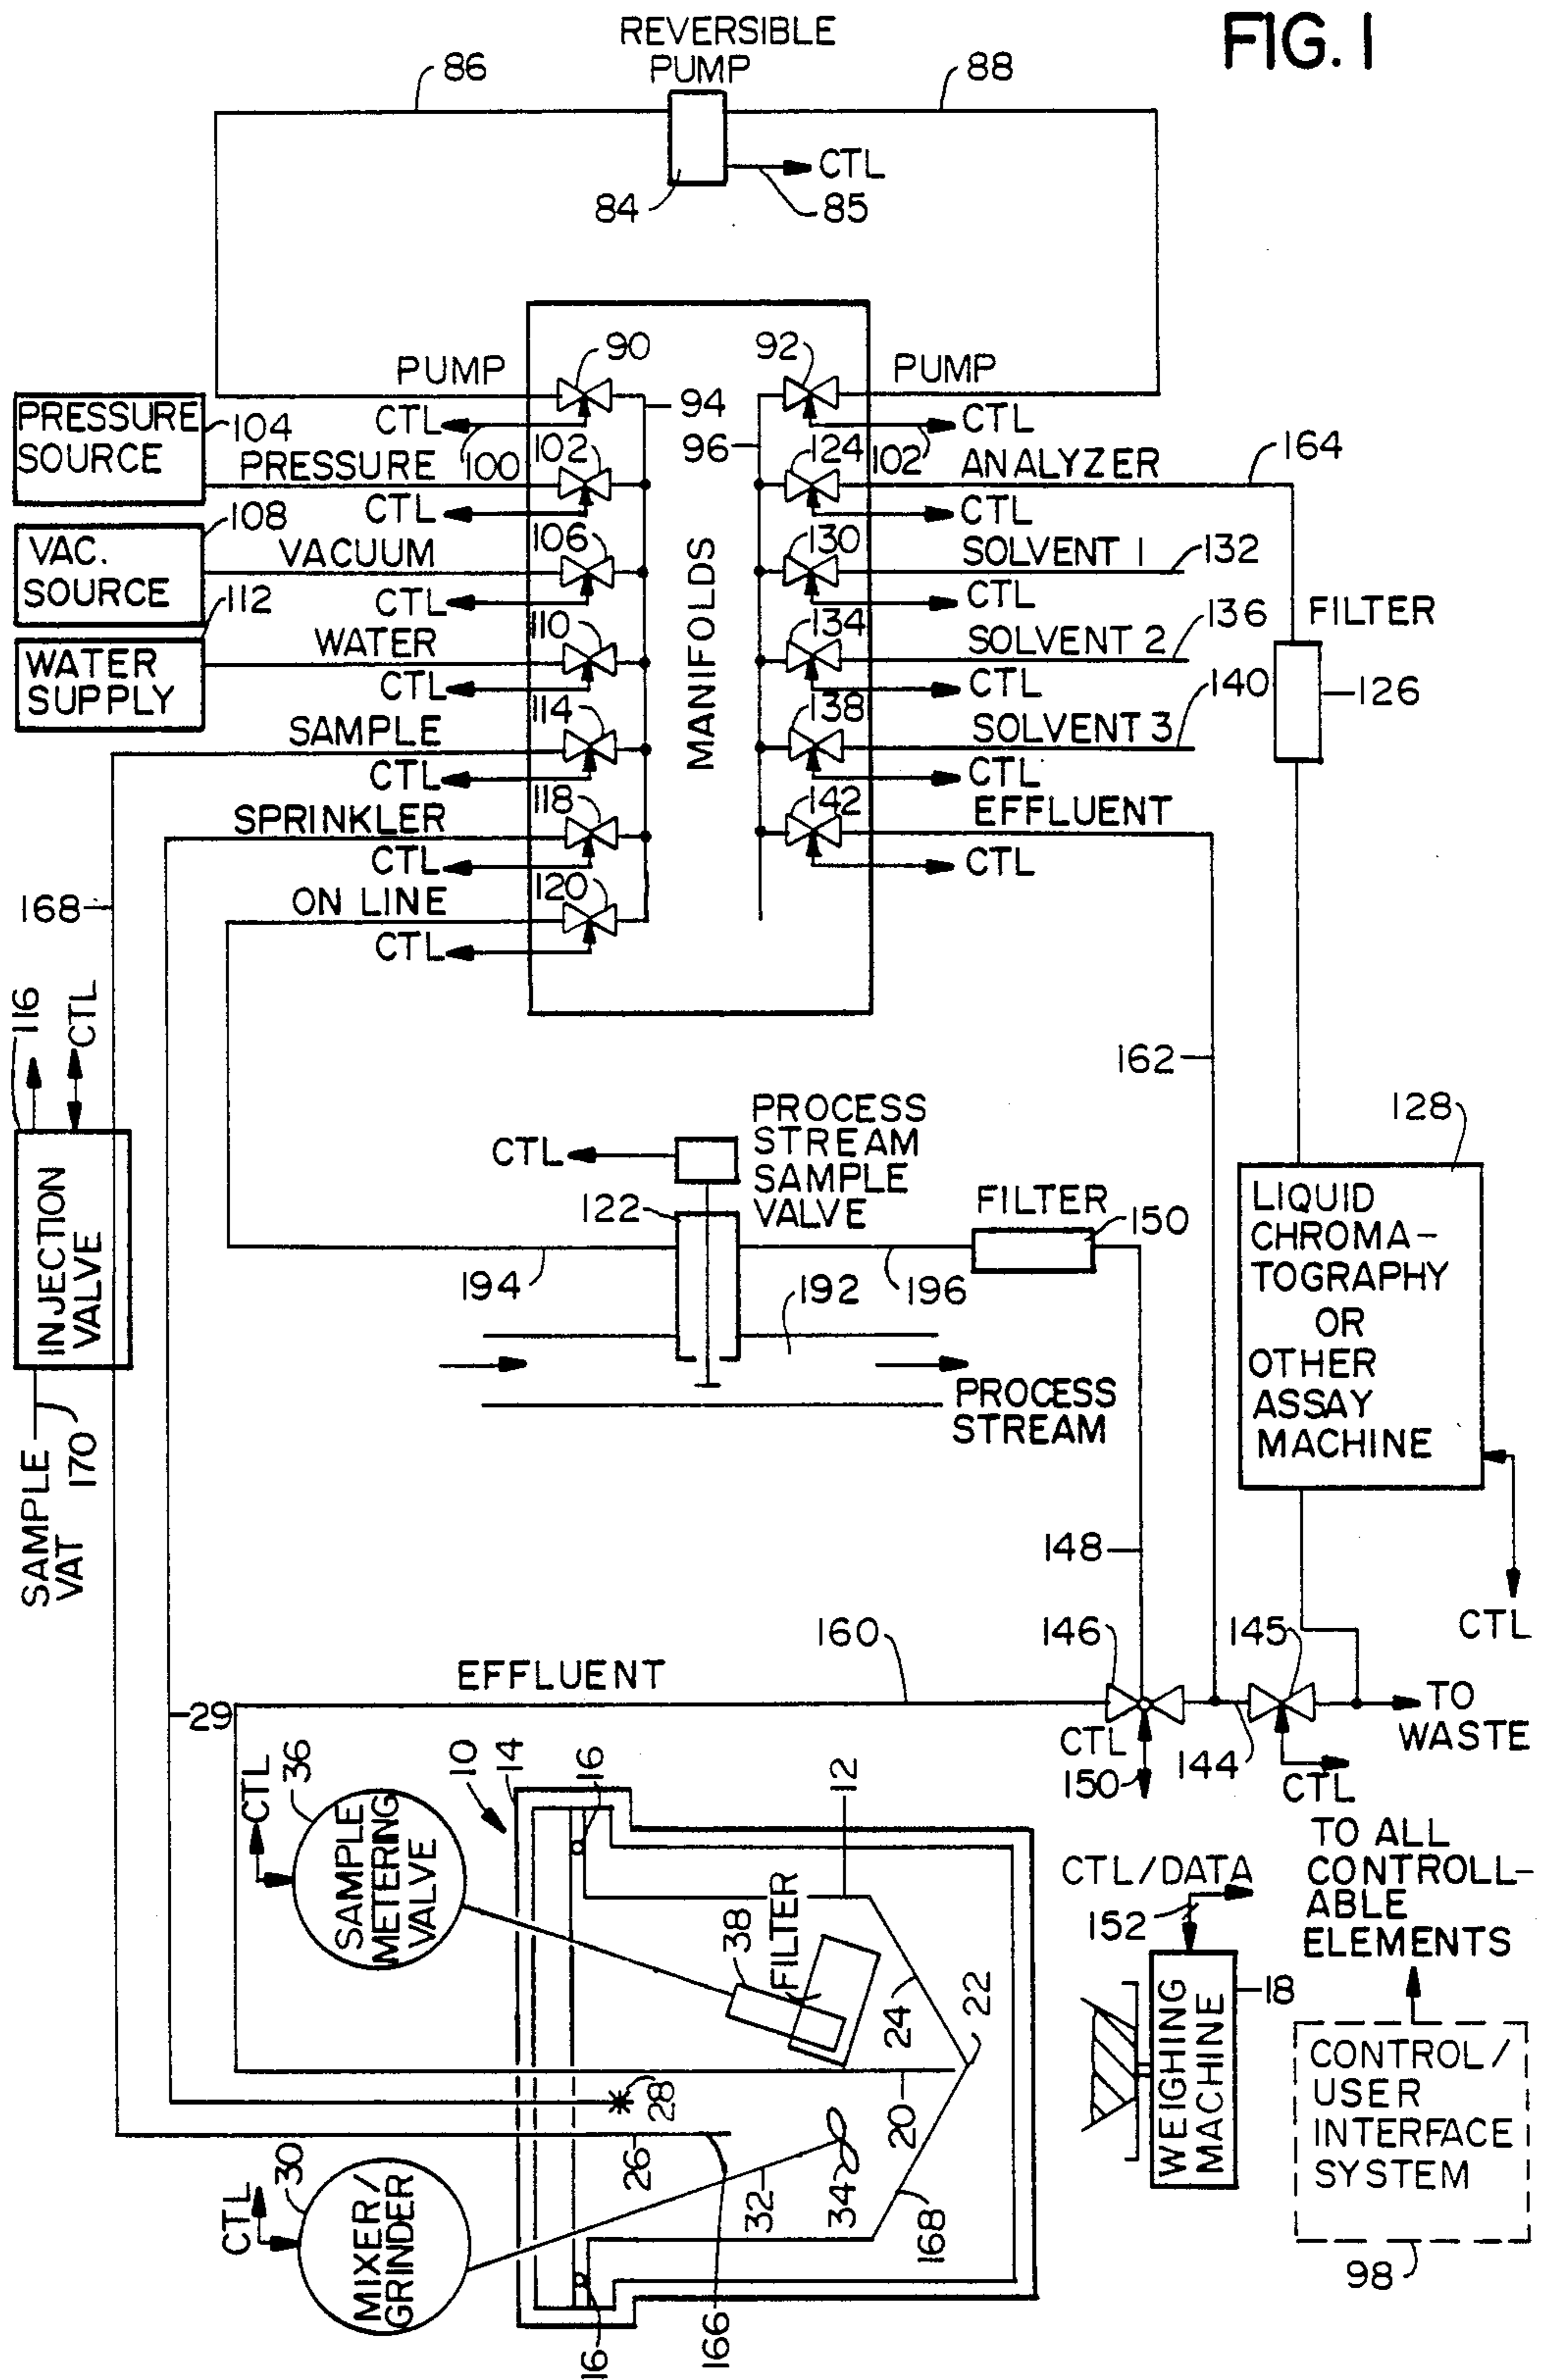 FIG. 1
REVERSIBLE
PUMP
86
88
CTL
84
85
90
92
PUMP
PUMP
CTL
CTL
94
96
100
102
PRESSURE
SOURCE
104
PRESSURE
102
124
ANALYZER
164
CTL
CTL
108
VAC.
SOURCE
VACUUM
106
130
SOLVENT 1
132
CTL
CTL
112
WATER
SUPPLY
WATER
110
134
SOLVENT 2
136
CTL
CTL
FILTER
126
MANIFOLDS
SAMPLE
114
138
SOLVENT 3
140
CTL
CTL
SPRINKLER
118
142
EFFLUENT
CTL
CTL
168
ON LINE
120
CTL
116
CTL
INJECTION
VALVE
SAMPLE
VAT
170
162
PROCESS
STREAM
SAMPLE
VALVE
CTL
122
FILTER
150
194
196
192
PROCESS
STREAM
128
LIQUID
CHROMA-
TOGRAPHY
OR
OTHER
ASSAY
MACHINE
CTL
148
EFFLUENT
160
146
145
TO
WASTE
CTL
150
144
CTL
29
CTL
36
SAMPLE
METERING
VALVE
10
14
16
12
38
FILTER
24
22
28
20
26
30
CTL
MIXER/
GRINDER
32
34
168
166
16
CTL/DATA
152
WEIGHING
MACHINE
18
TO ALL
CONTROLL-
ABLE
ELEMENTS
CONTROL/
USER
INTERFACE
SYSTEM
98